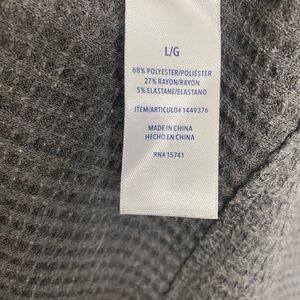 L/G
68% POLYESTER/POLIÉSTER
27% RAYON/RAYÓN
5% ELASTANE/ELASTANO
ITEM/ARTICULO# 1449376
MADE IN CHINA
HECHO EN CHINA
RN# 15741